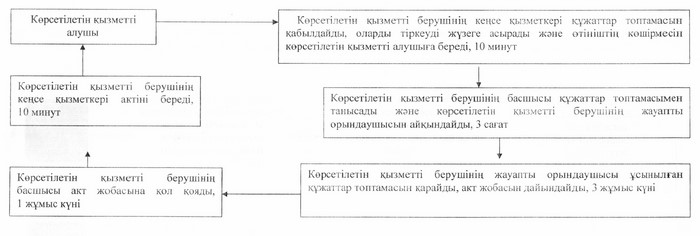 Көрсетілетін қызметті
алушы
Көрсетілетін қызметті берушінің кеңсе қызметкері құжаттар топтамасын
қабылдайды, оларды тіркеуді жүзеге асырады және өтініштің көшірмесін
көрсетілетін қызметті алушыға береді, 10 минут
Көрсетілетін қызметті берушінің басшысы құжаттар топтамасымен
танысады және көрсетілетін қызметті берушінің жауапты
орындаушысын айқындайды, 3 сағат
Көрсетілетін қызметті берушінің жауапты орындаушысы ұсынылған
құжаттар топтамасын қарайды, акт жобасын дайындайды, 3 жұмыс күні
Көрсетілетін қызметті берушінің
басшысы акт жобасына қол қояды,
1 жұмыс күні
Көрсетілетін қызметті берушінің
кеңсе қызметкері актіні береді,
10 минут